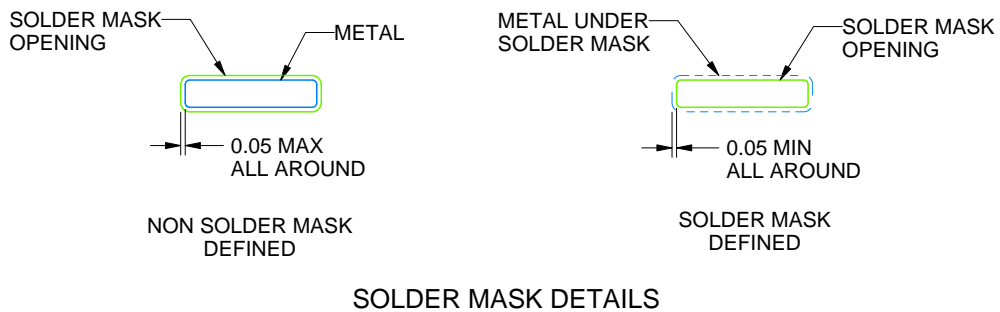 SOLDER MASK
OPENING
METAL
0.05 MAX
ALL AROUND
NON SOLDER MASK
DEFINED
METAL UNDER
SOLDER MASK
SOLDER MASK
OPENING
0.05 MIN
ALL AROUND
SOLDER MASK
DEFINED
SOLDER MASK DETAILS